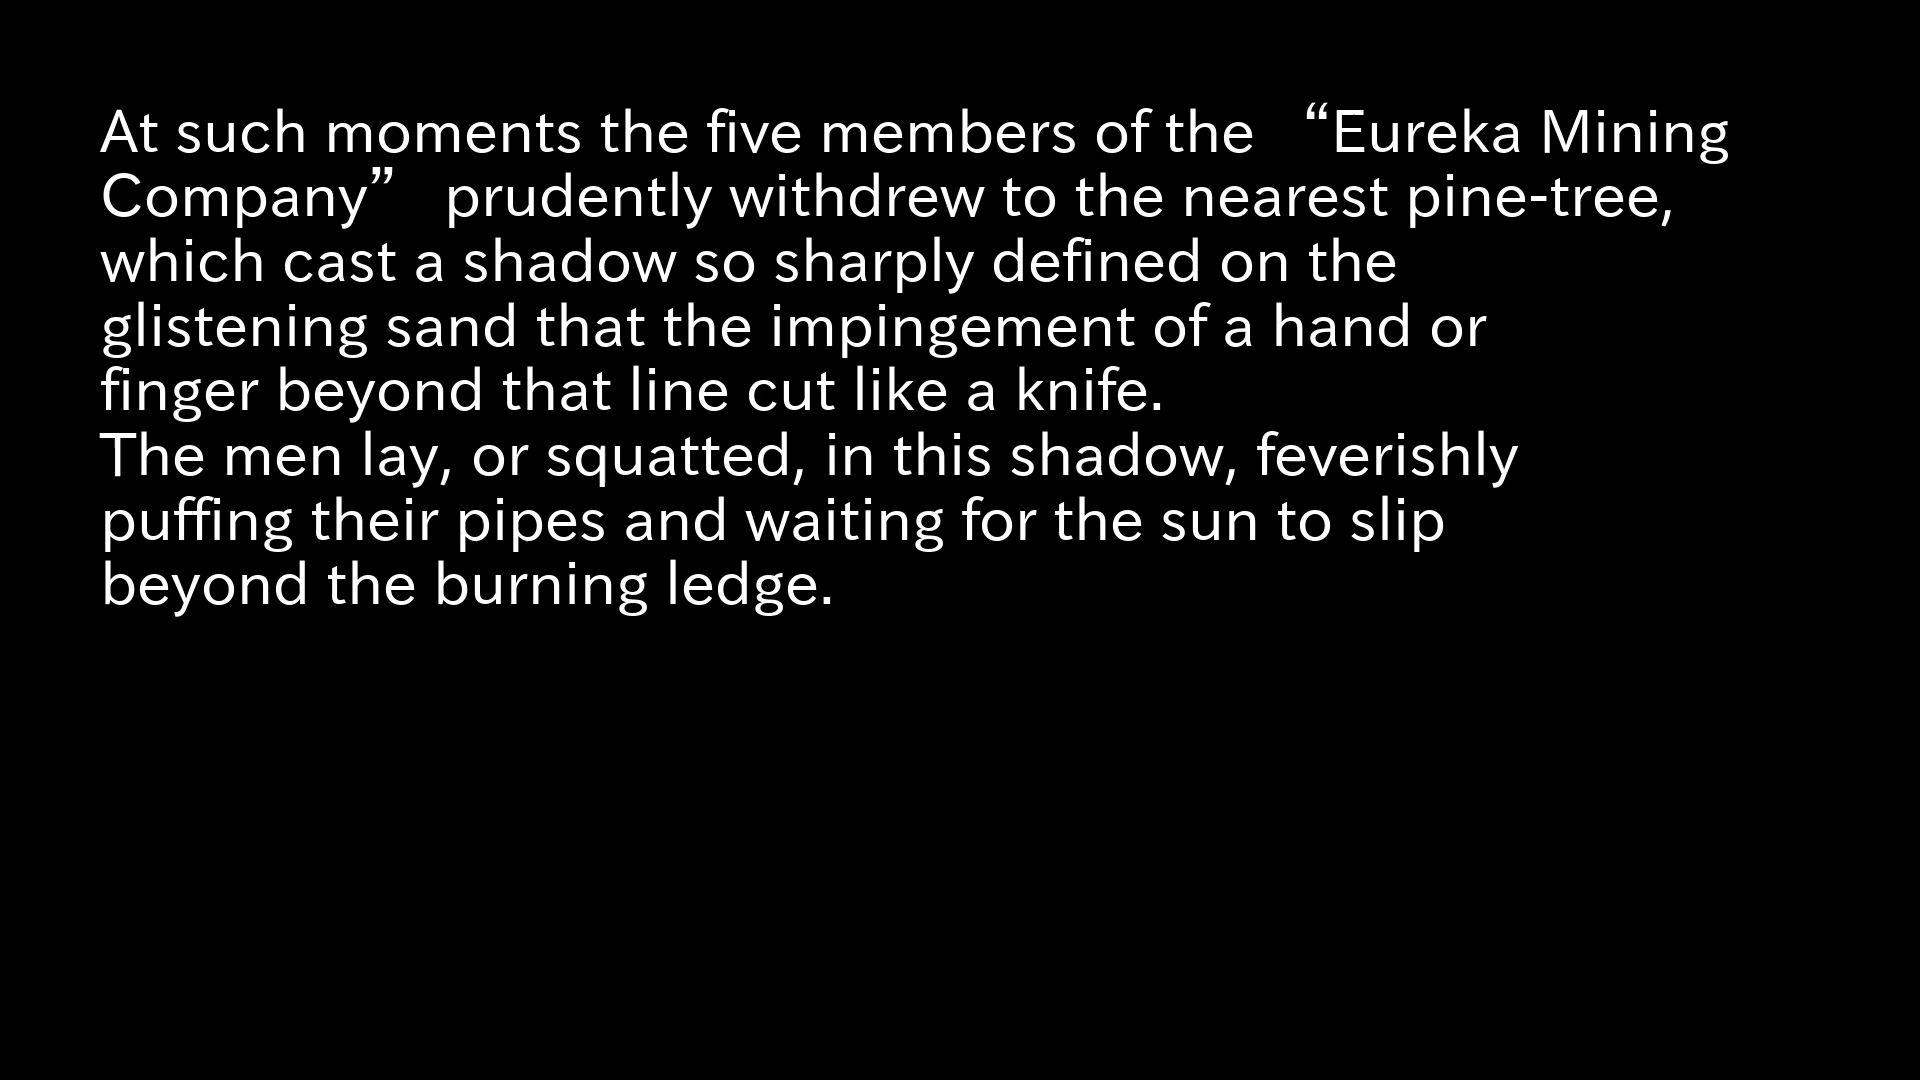 At such moments the five members of the “Eureka Mining
Company” prudently withdrew to the nearest pine-tree,
which cast a shadow so sharply defined on the
glistening sand that the impingement of a hand or
finger beyond that line cut like a knife.
The men lay, or squatted, in this shadow, feverishly
puffing their pipes and waiting for the sun to slip
beyond the burning ledge.